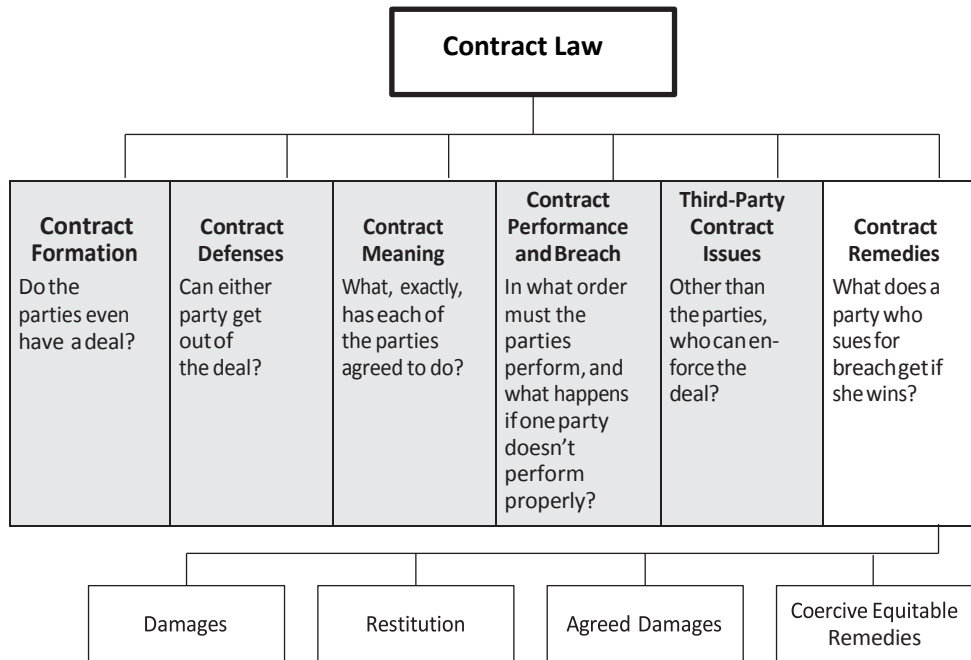 Contract Law
Contract
Formation
Do the
parties even
have a deal?
Contract
Defenses
Can either
party get
out of
the deal?
Contract
Meaning
What, exactly,
has each of
the parties
agreed to do?
Contract
Performance
and Breach
In what order
must the
parties
perform, and
what happens
if one party
doesn't
perform
properly?
Third-Party
Contract
Issues
Other than
the parties,
who can en-
force the
deal?
Contract
Remedies
What does a
party who
sues for
breach get if
she wins?
Damages
Restitution
Agreed Damages
Coercive Equitable
Remedies